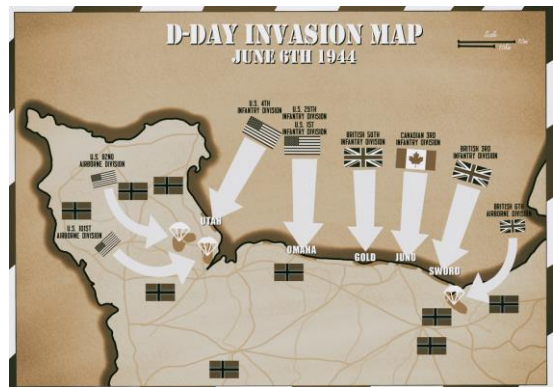 D-DAY INVASION MAP
JUNE 6TH 1944
Scale
U.S. 4TH
INFANTRY DIVISION
U.S. 29TH
INFANTRY DIVISION
U.S. 1ST
INFANTRY DIVISION
BRITISH 50TH
INFANTRY DIVISION
CANADIAN 3RD
INFANTRY DIVISION
BRITISH 3RD
INFANTRY DIVISION
U.S. 82ND
AIRBORNE DIVISION
BRITISH 6TH
AIRBORNE DIVISION
U.S. 101ST
AIRBORNE DIVISION
UTAH
OMAHA
GOLD
JUNO
SWORD